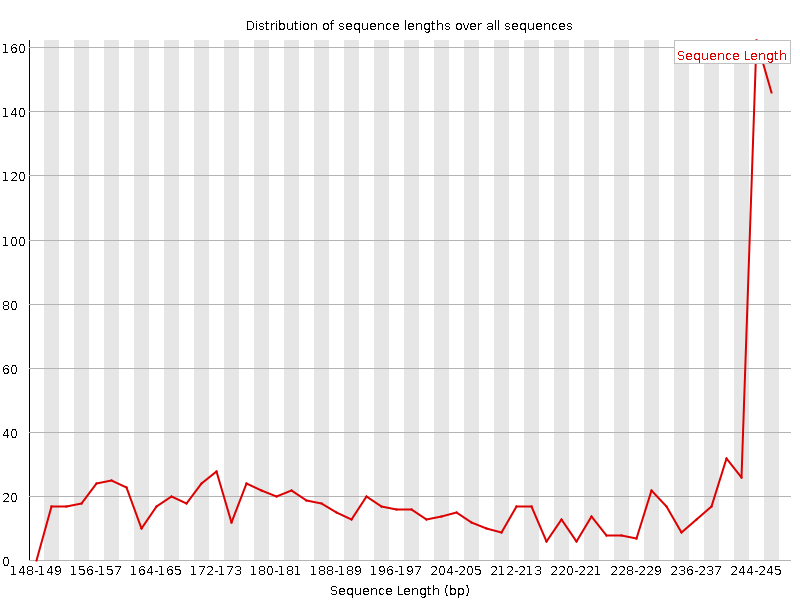 Distribution of sequence lengths over all sequences
Sequence Length
160
140
120
100
80
60
40
20
0
148-149 156-157 164-165 172-173 180-181 188-189 196-197 204-205 212-213 220-221 228-229 236-237 244-245
Sequence Length (bp)